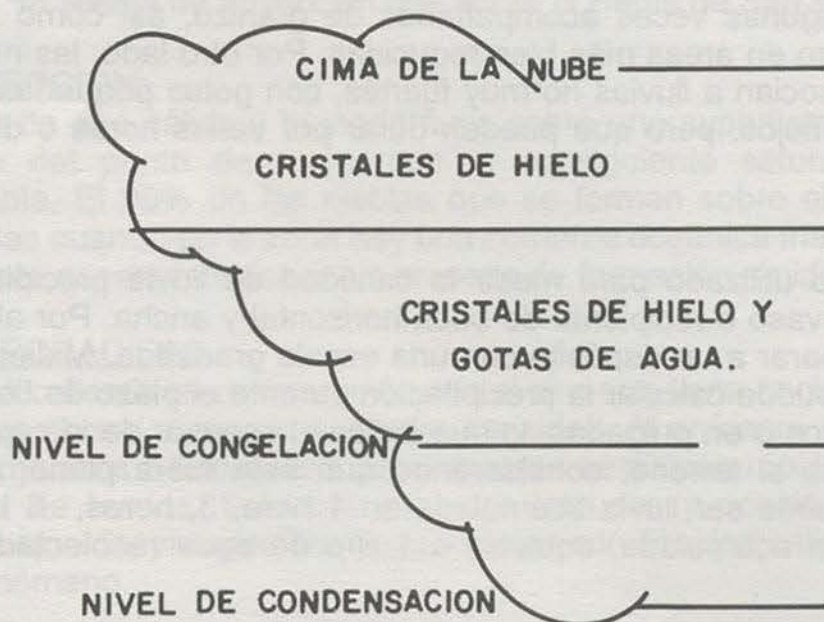 CIMA DE LA NUBE
CRISTALES DE HIELO
CRISTALES DE HIELO Y
GOTAS DE AGUA.
NIVEL DE CONGELACION
NIVEL DE CONDENSACION